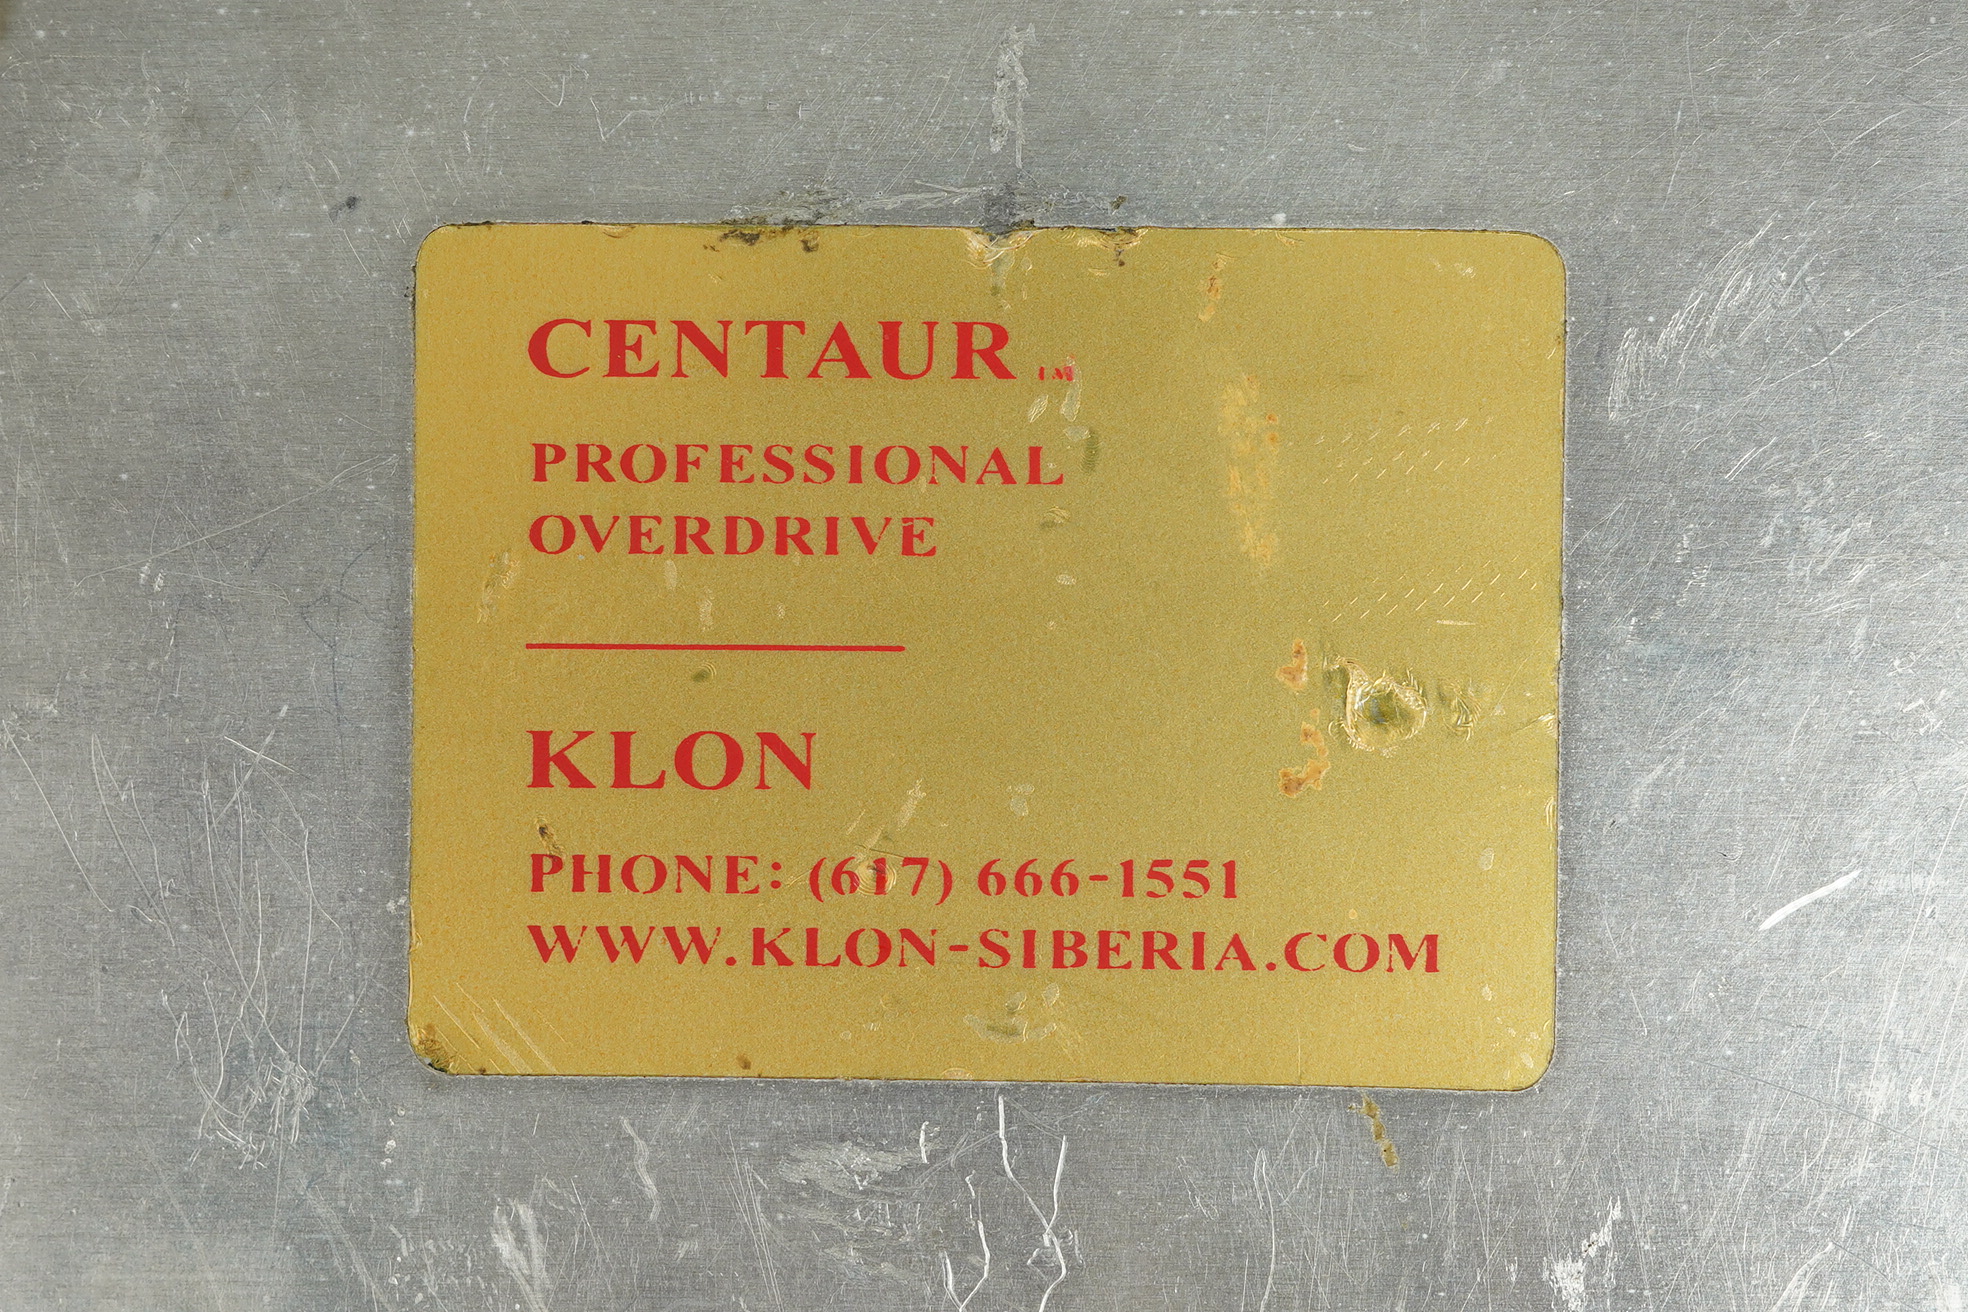 CENTAUR
PROFESSIONAL
OVERDRIVE
KLON
PHONE: (617) 666-1551
WWW.KLON-SIBERIA.COM